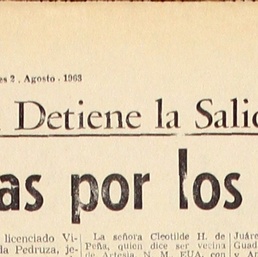 es 2 . Agosto . 1963
Detiene la Salid
as por los
licenciado Vi-
la Pedruza, je-
La señora Cleotilde H. de
Peña, quien dice ser vecina
de Artesia, N. M. EUA, con
Juáre
Guad
y A